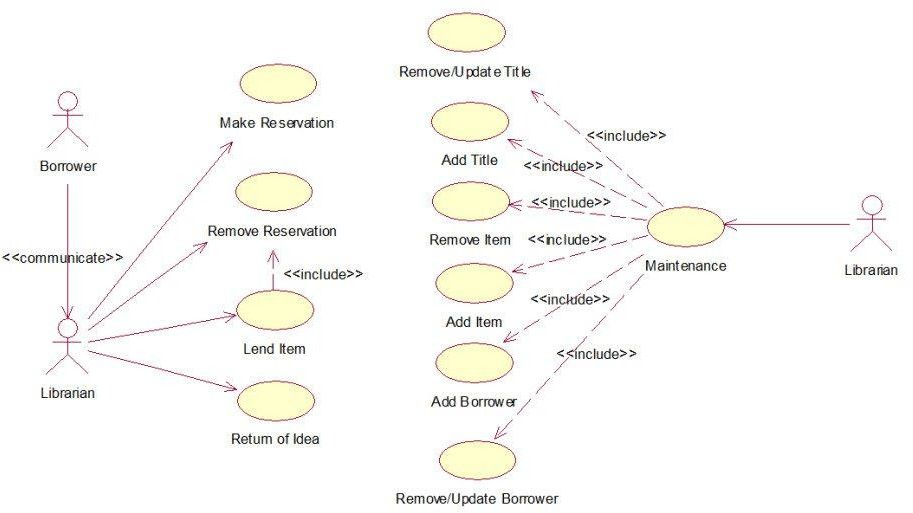 Remove/Update Title
Make Reservation
<<include>>
Borrower
Add Title
<<include>>
<<include>>
Remove Reservation
Remove Item
<<include>>
<<communicate>>
<<include>>
Maintenance
Librarian
<<include>>
Add Item
Lend Item
<<include>>
Librarian
Add Borrower
Return of Idea
Remove/Update Borrower